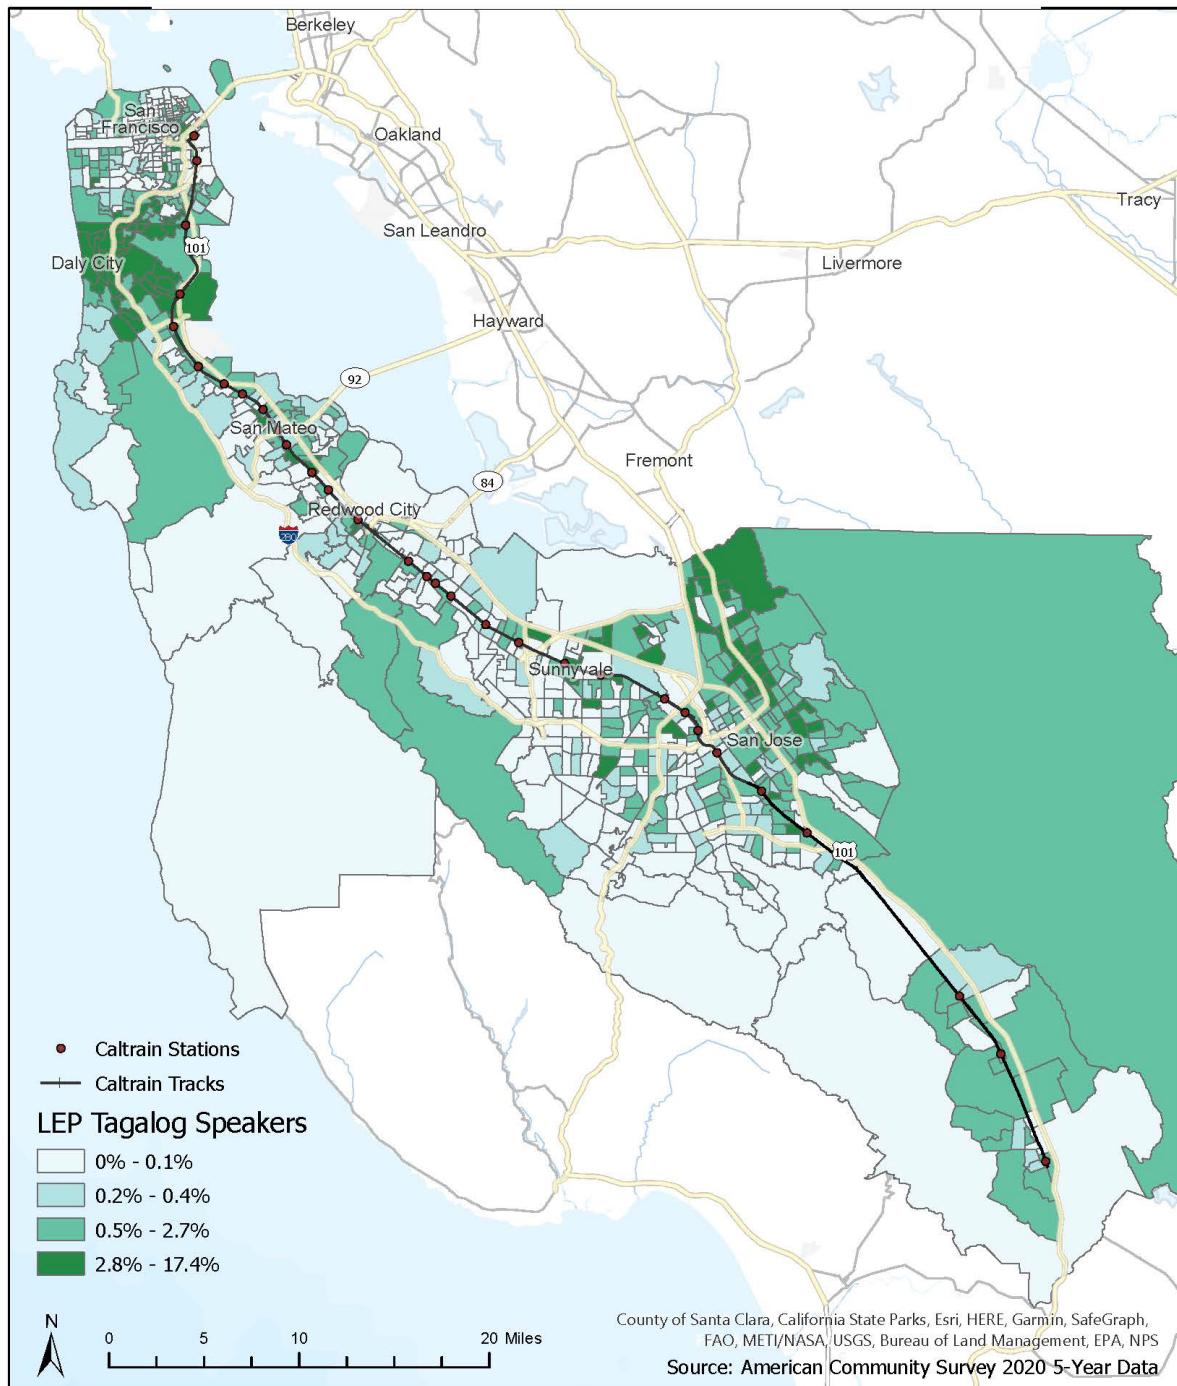 Berkeley
San
Francisco
Oakland
Tracy
San Leandro
101
Daly City
Livermore
Hayward
92
San Mateo
Fremont
84
Redwood City
280
Sunnyvale
San Jose
101
Caltrain Stations
Caltrain Tracks
LEP Tagalog Speakers
0% - 0.1%
0.2% - 0.4%
0.5% - 2.7%
2.8% - 17.4%
N
0 5 10 20 Miles
County of Santa Clara, California State Parks, Esri, HERE, Garmin, SafeGraph,
FAO, METI/NASA, USGS, Bureau of Land Management, EPA, NPS
Source: American Community Survey 2020 5-Year Data